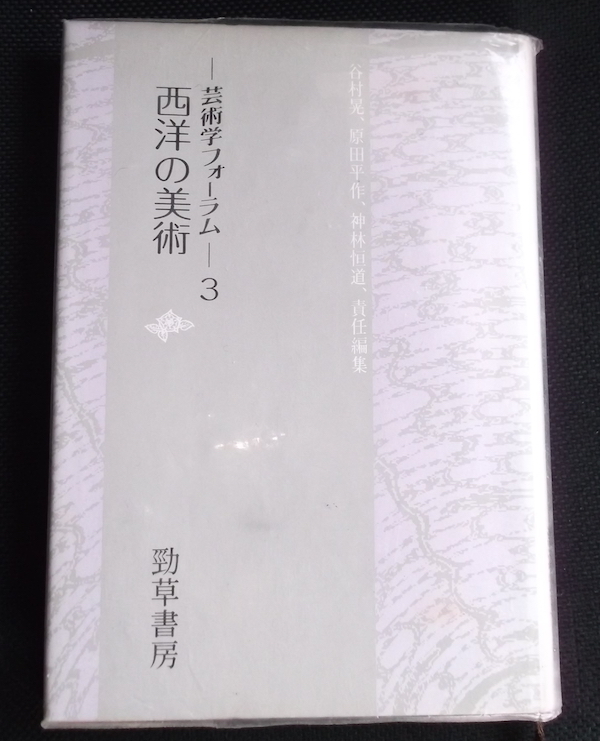 谷村晃、原田平作、神林恒道、責任編集
—芸術学フォーラム—3
西洋の美術
勁草書房